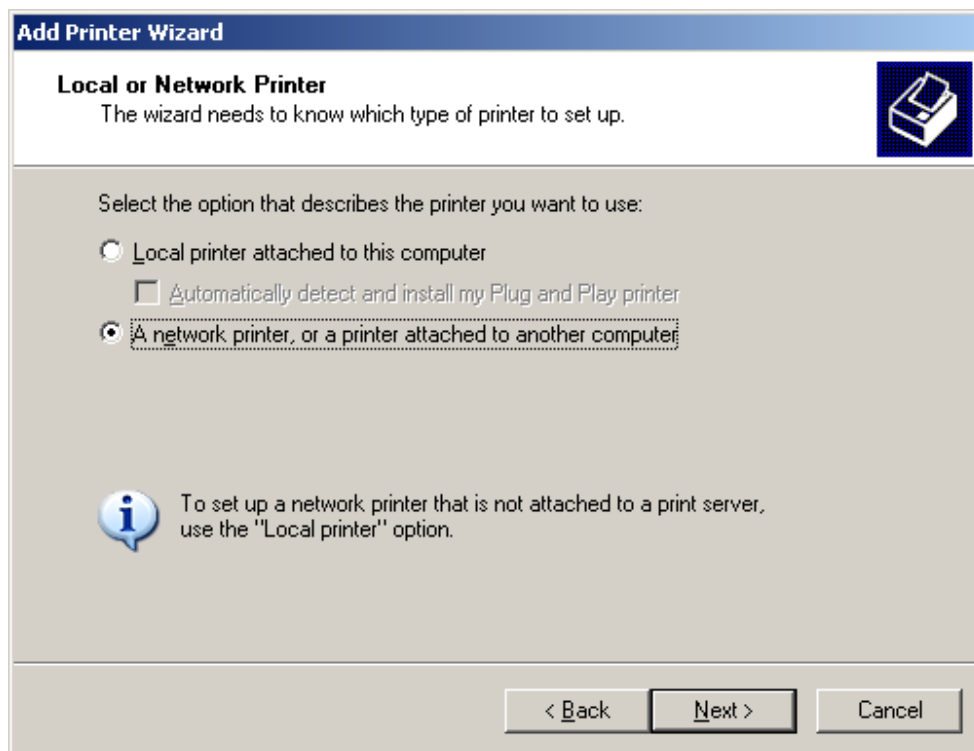 Add Printer Wizard
Local or Network Printer
The wizard needs to know which type of printer to set up.
Select the option that describes the printer you want to use:
Local printer attached to this computer
Automatically detect and install my Plug and Play printer
A network printer, or a printer attached to another computer
To set up a network printer that is not attached to a print server,
use the "Local printer" option.
< Back
Next >
Cancel